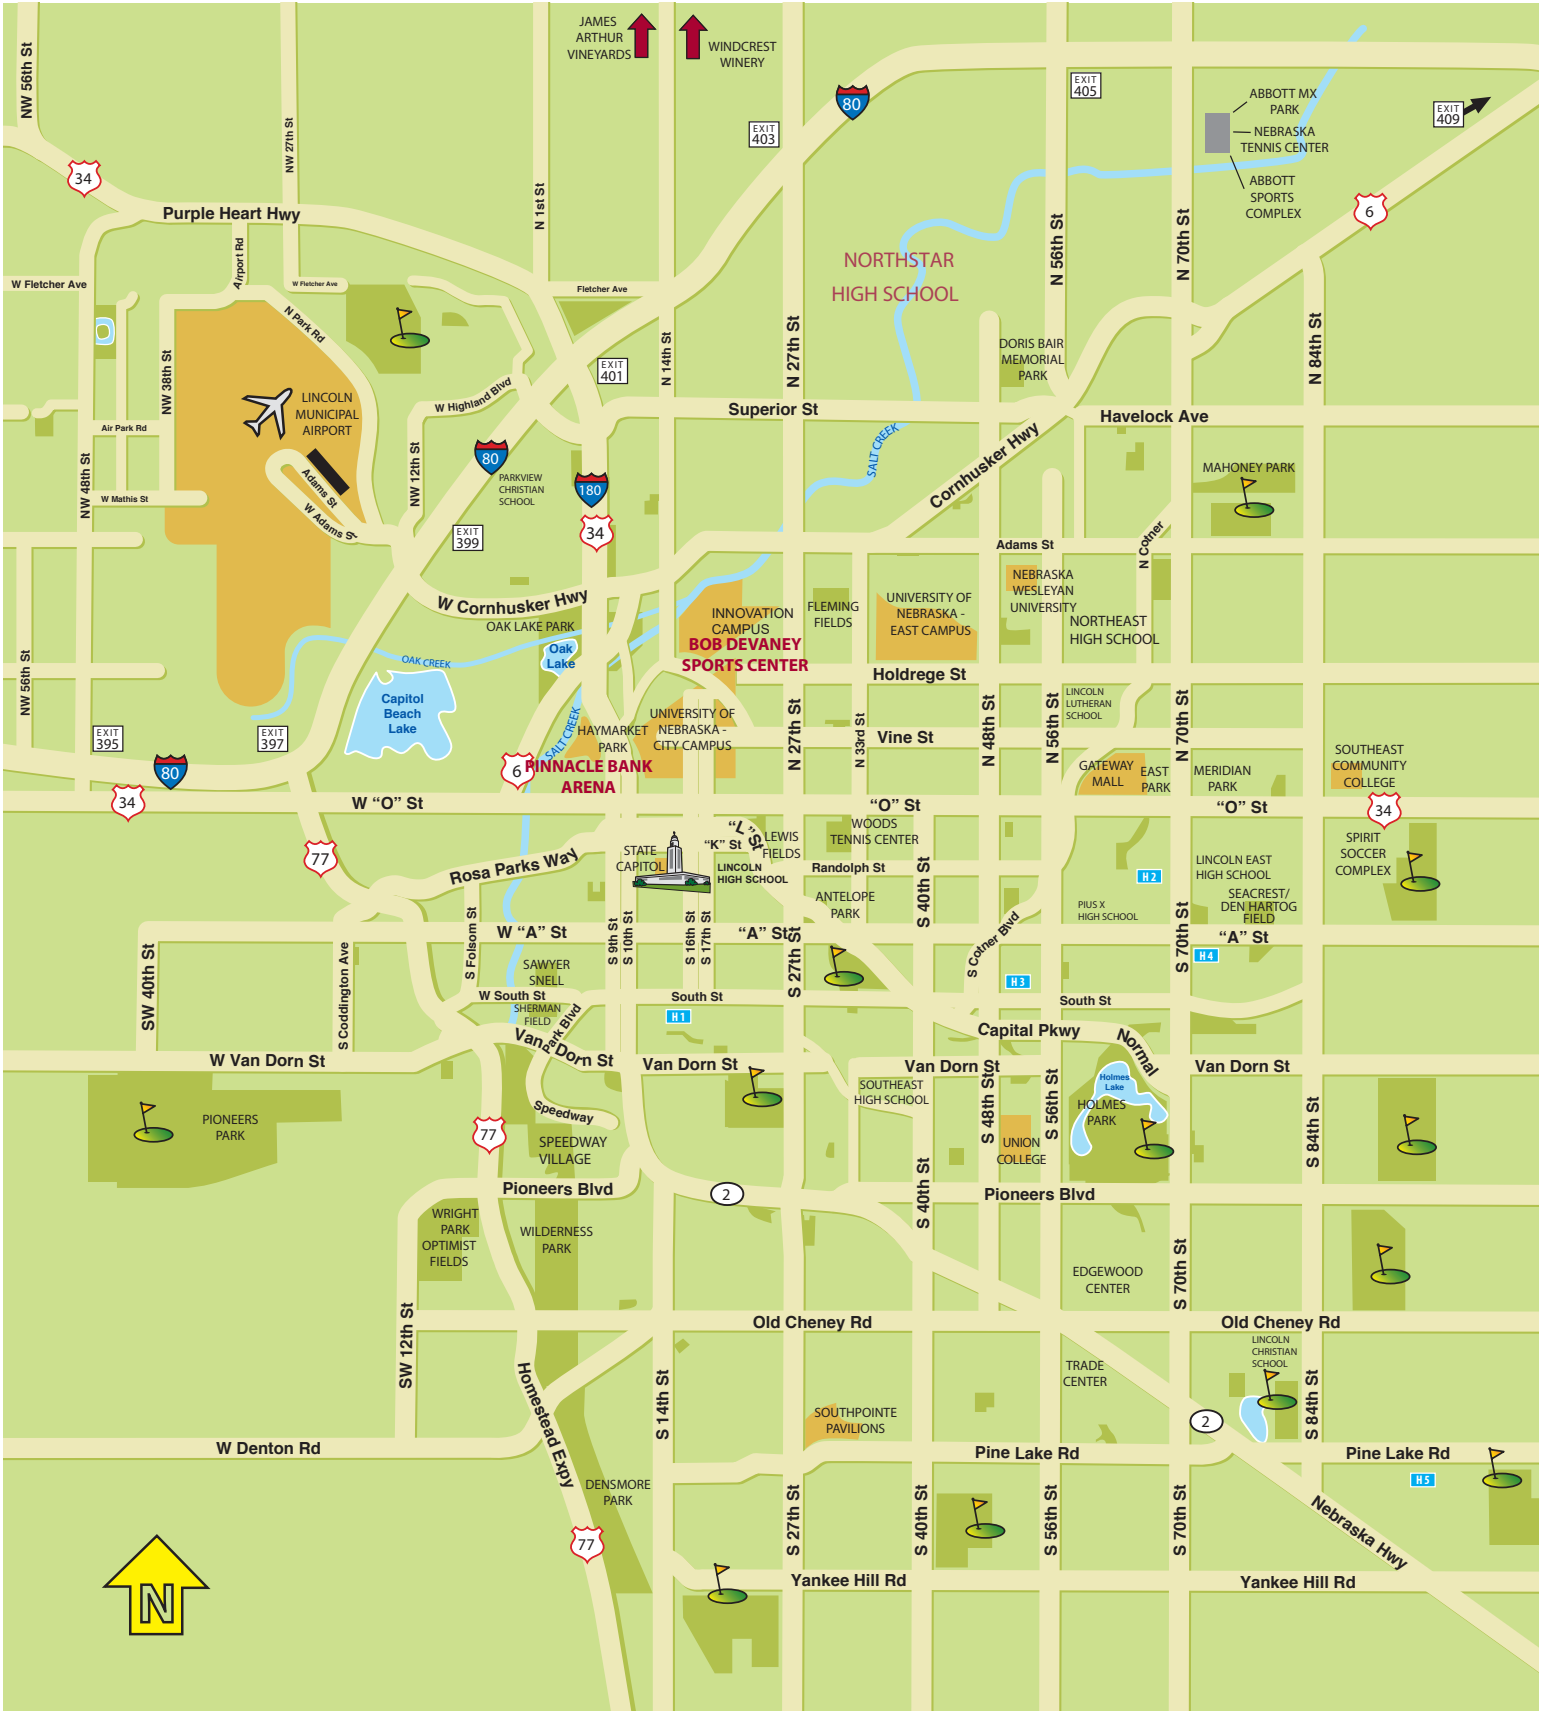 JAMES
ARTHUR
VINEYARDS
WINDCREST
WINERY
NW 56th St
NW 27th St
N 1st St
80
EXIT
403
EXIT
405
ABBOTT MX
PARK
NEBRASKA
TENNIS CENTER
ABBOTT
SPORTS
COMPLEX
EXIT
409
34
6
Purple Heart Hwy
Airport Rd
N 56th St
N 70th St
NORTHSTAR
HIGH SCHOOL
W Fletcher Ave
W Fletcher Ave
Fletcher Ave
N Park Rd
NW 38th St
N 14th St
N 27th St
N 84th St
DORIS BAIR
MEMORIAL
PARK
EXIT
401
LINCOLN
MUNICIPAL
AIRPORT
W Highland Blvd
Superior St
Havelock Ave
Air Park Rd
NW 48th St
NW 12th St
80
PARKVIEW
CHRISTIAN
SCHOOL
180
34
SALT CREEK
Cornhusker Hwy
MAHONEY PARK
W Mathis St
Adams St
W Adams St
EXIT
399
Adams St
N Cotner
W Cornhusker Hwy
OAK LAKE PARK
Oak
Lake
OAK CREEK
INNOVATION
CAMPUS
BOB DEVANEY
SPORTS CENTER
FLEMING
FIELDS
UNIVERSITY OF
NEBRASKA -
EAST CAMPUS
NEBRASKA
WESLEYAN
UNIVERSITY
NORTHEAST
HIGH SCHOOL
Holdrege St
NW 56th St
Capitol
Beach
Lake
SALT CREEK
HAYMARKET
PARK
UNIVERSITY OF
NEBRASKA -
CITY CAMPUS
N 27th St
N 33rd St
Vine St
N 48th St
N 56th St
LINCOLN
LUTHERAN
SCHOOL
N 70th St
EXIT
395
EXIT
397
80
34
6
PINNACLE BANK
ARENA
GATEWAY
MALL
EAST
PARK
MERIDIAN
PARK
SOUTHEAST
COMMUNITY
COLLEGE
34
W “O” St
“O” St
“O” St
77
Rosa Parks Way
STATE
CAPITOL
“K” St
“L” St
LINCOLN
HIGH SCHOOL
LEWIS
FIELDS
WOODS
TENNIS CENTER
Randolph St
ANTELOPE
PARK
S 40th St
H 2
LINCOLN EAST
HIGH SCHOOL
SPIRIT
SOCCER
COMPLEX
SEACREST/
DEN HARTOG
FIELD
PIUS X
HIGH SCHOOL
W “A” St
“A” St
“A” St
S Folsom St
S 9th St
S 10th St
S 16th St
S 17th St
S 27th St
S Cotner Blvd
S 70th St
H 4
H 3
SW 40th St
S Coddington Ave
SAWYER
SNELL
W South St
South St
South St
SHERMAN
FIELD
Park Blvd
H 1
Capital Pkwy
Normal
W Van Dorn St
Van Dorn St
Van Dorn St
Van Dorn St
Van Dorn St
SOUTHEAST
HIGH SCHOOL
S 48th St
S 56th St
Holmes
Lake
HOLMES
PARK
S 84th St
PIONEERS
PARK
Speedway
77
SPEEDWAY
VILLAGE
UNION
COLLEGE
Pioneers Blvd
2
Pioneers Blvd
S 40th St
WRIGHT
PARK
OPTIMIST
FIELDS
WILDERNESS
PARK
EDGEWOOD
CENTER
S 70th St
SW 12th St
Old Cheney Rd
Old Cheney Rd
LINCOLN
CHRISTIAN
SCHOOL
Homestead Expy
S 14th St
TRADE
CENTER
S 84th St
SOUTHPOINTE
PAVILIONS
2
W Denton Rd
Pine Lake Rd
Pine Lake Rd
H 5
DENSMORE
PARK
S 27th St
S 40th St
S 56th St
S 70th St
Nebraska Hwy
77
Yankee Hill Rd
Yankee Hill Rd
N